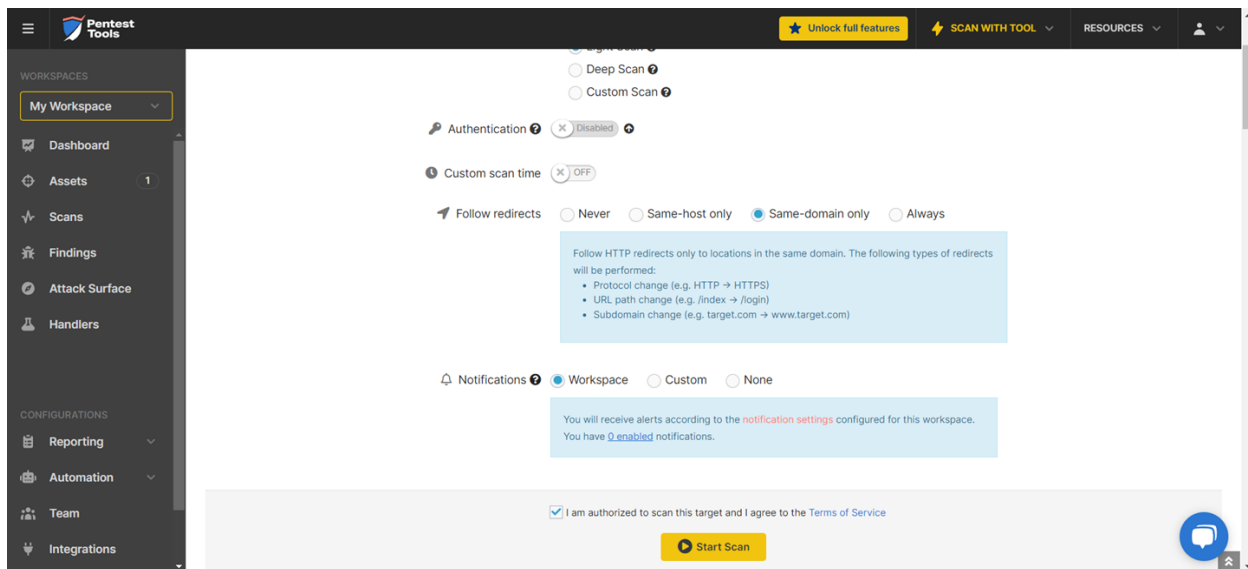 Pentest
Tools
Unlock full features
SCAN WITH TOOL
RESOURCES
WORKSPACES
My Workspace
Dashboard
Assets 1
Scans
Findings
Attack Surface
Handlers
CONFIGURATIONS
Reporting
Automation
Team
Integrations
Light Scan
Deep Scan
Custom Scan
Authentication Disabled
Custom scan time OFF
Follow redirects Never Same-host only Same-domain only Always
Follow HTTP redirects only to locations in the same domain. The following types of redirects
will be performed:
• Protocol change (e.g. HTTP → HTTPS)
• URL path change (e.g. /index → /login)
• Subdomain change (e.g. target.com → www.target.com)
Notifications Workspace Custom None
You will receive alerts according to the notification settings configured for this workspace.
You have 0 enabled notifications.
I am authorized to scan this target and I agree to the Terms of Service
Start Scan